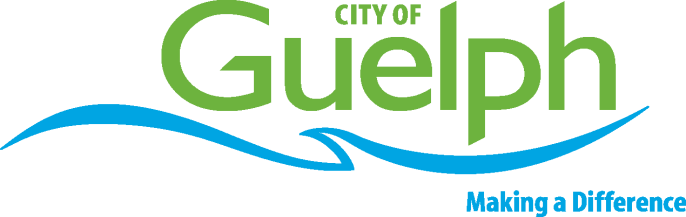 CITY OF
Guelph
Making a Difference